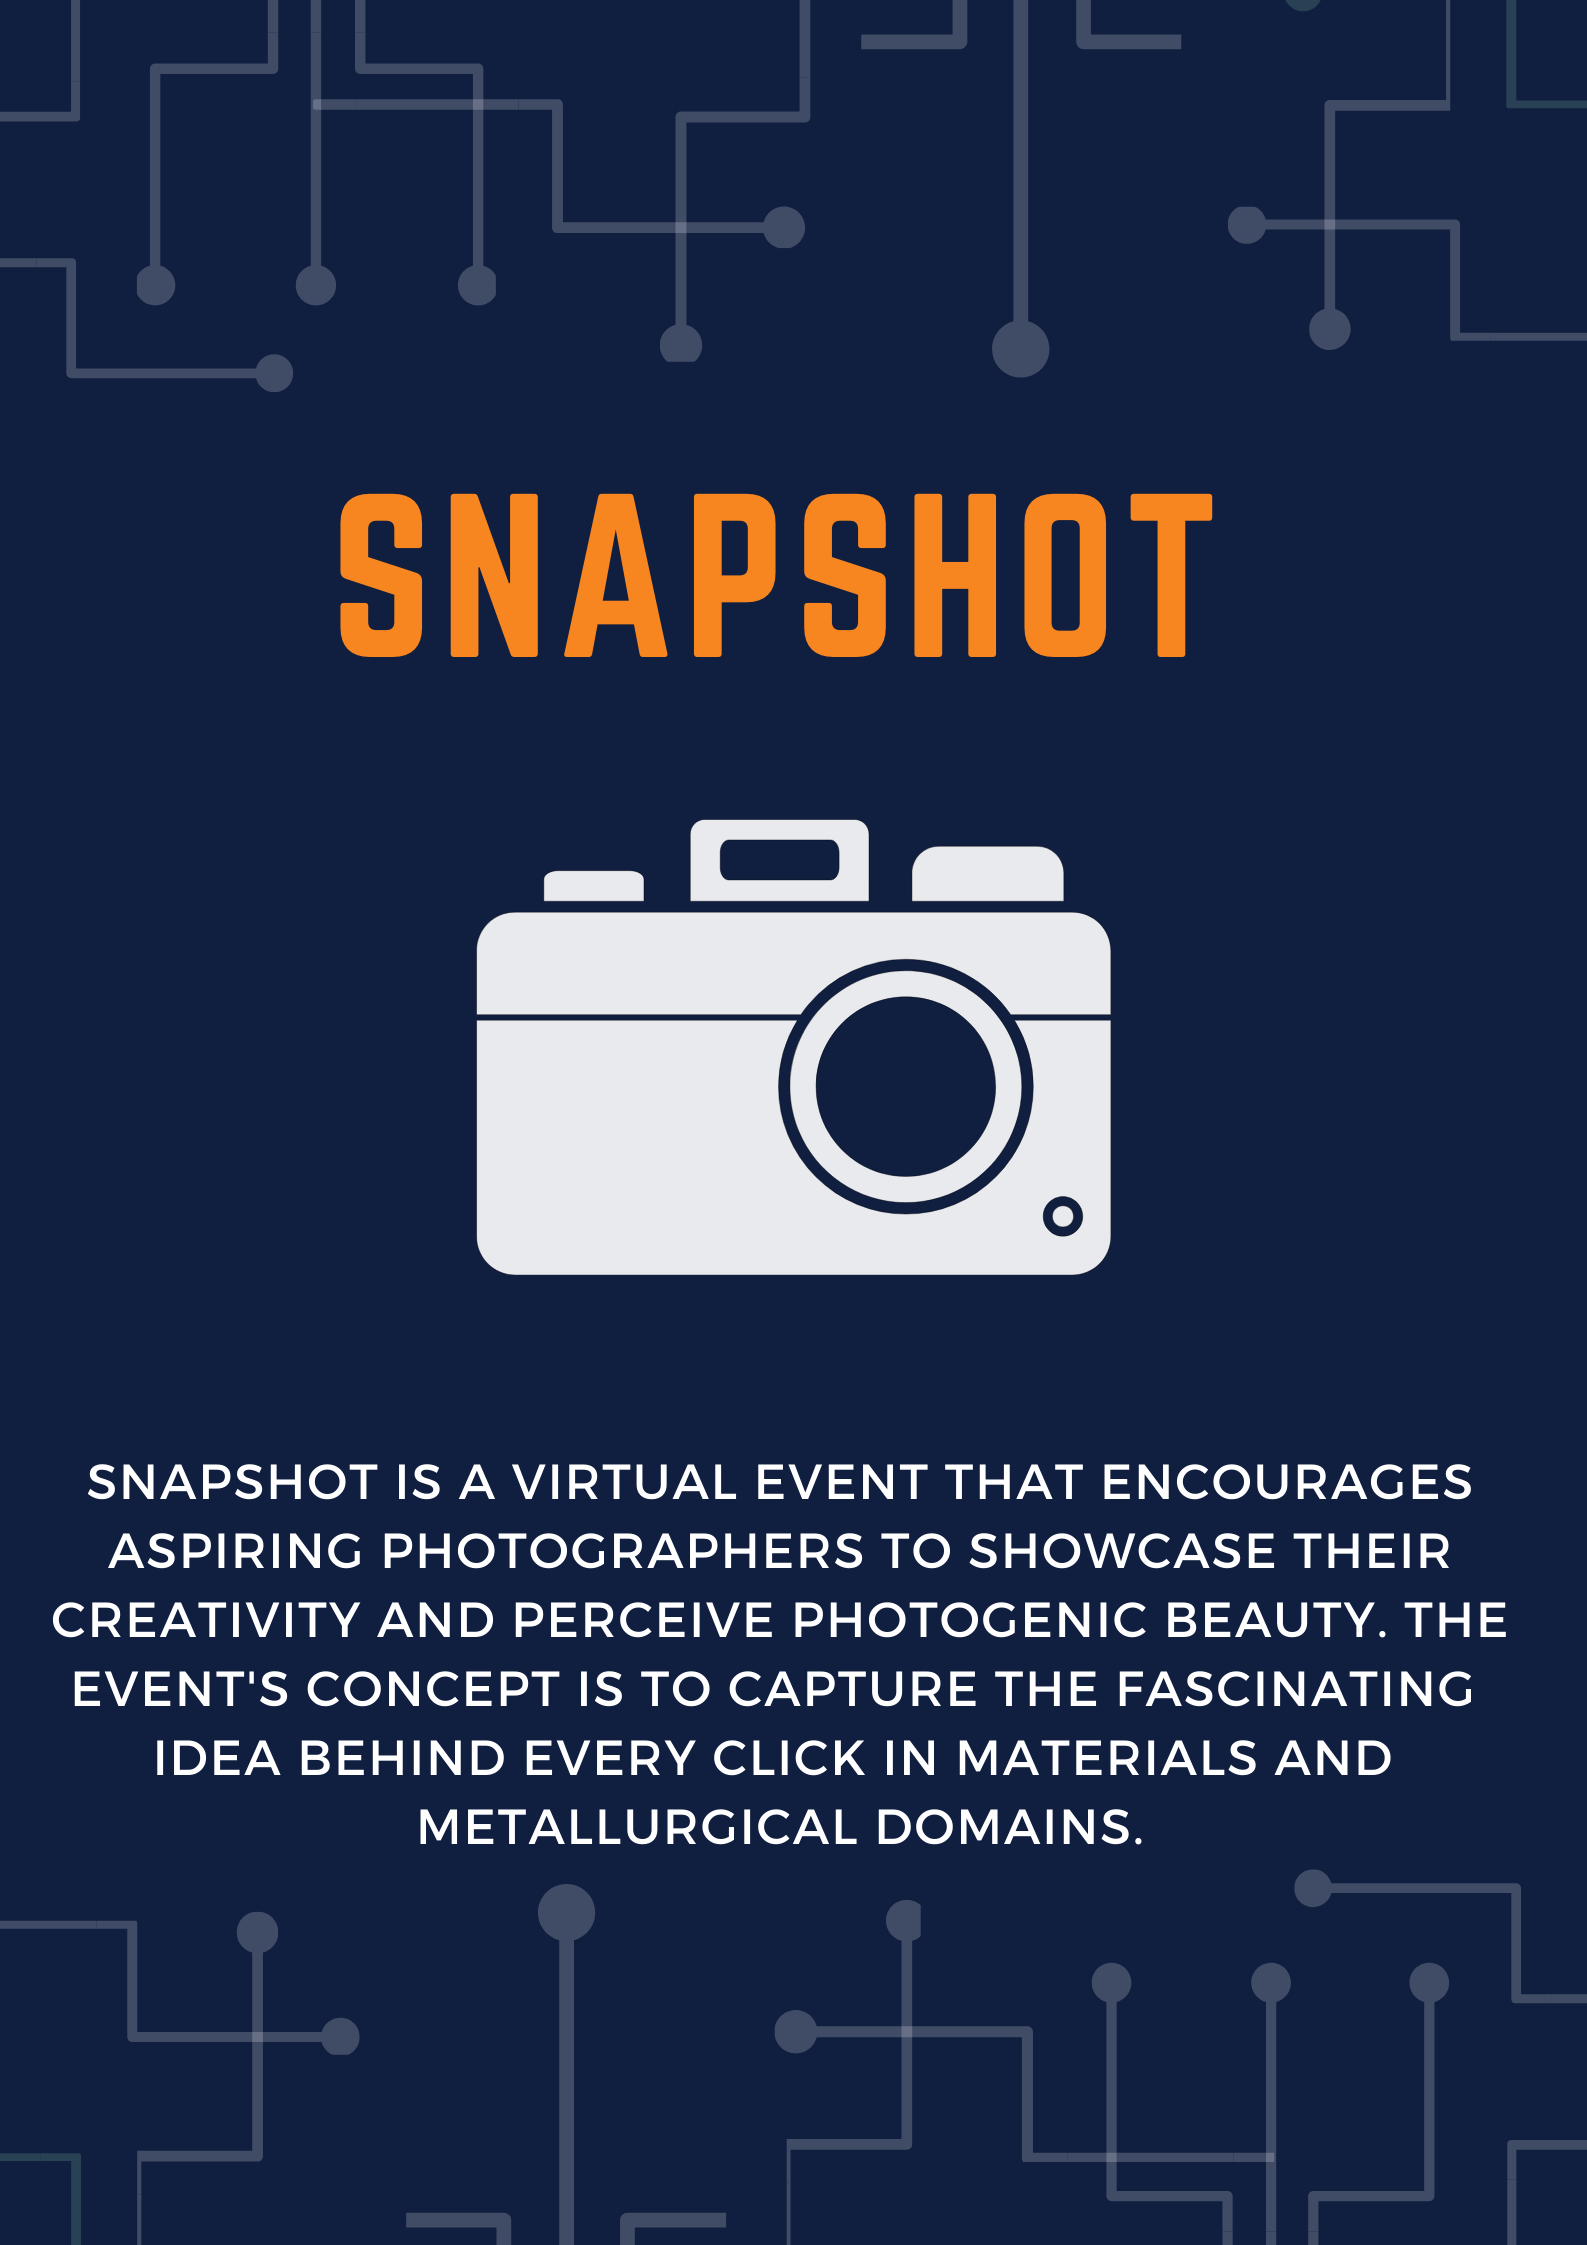 SNAPSHOT
SNAPSHOT IS A VIRTUAL EVENT THAT ENCOURAGES
ASPIRING PHOTOGRAPHERS TO SHOWCASE THEIR
CREATIVITY AND PERCEIVE PHOTOGENIC BEAUTY. THE
EVENT'S CONCEPT IS TO CAPTURE THE FASCINATING
IDEA BEHIND EVERY CLICK IN MATERIALS AND
METALLURGICAL DOMAINS.